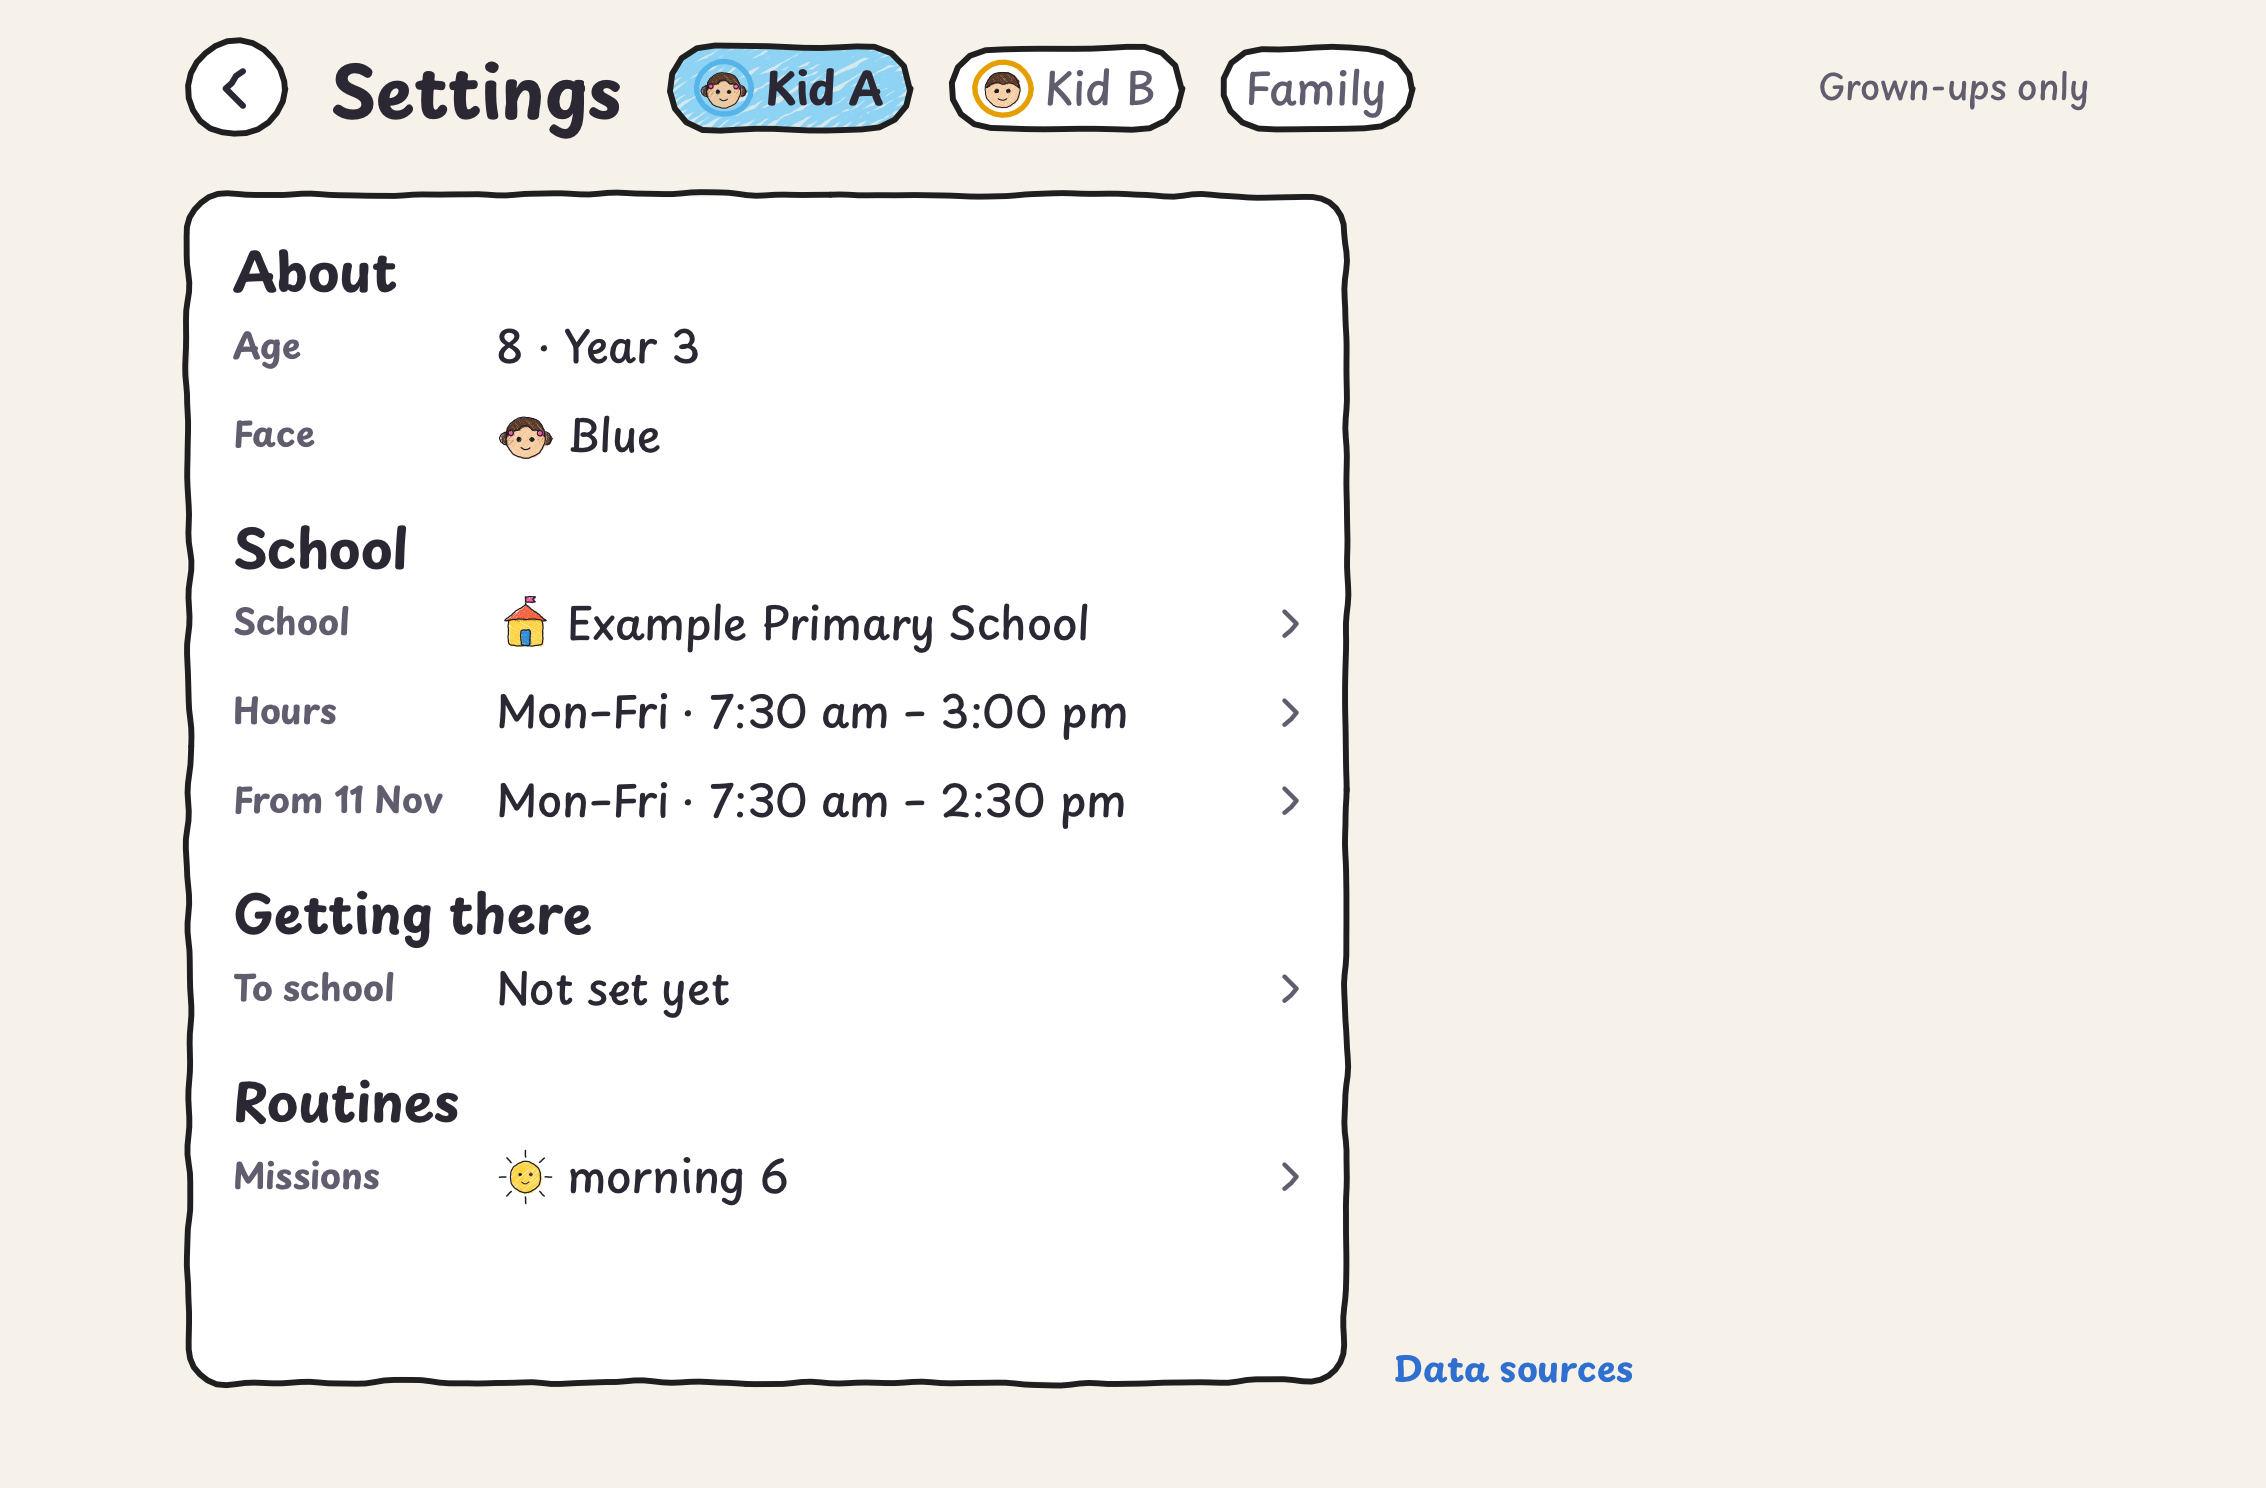 Settings
Kid A
Kid B
Family
Grown-ups only
About
Age 8 · Year 3
Face Blue
School
School Example Primary School
Hours Mon–Fri · 7:30 am – 3:00 pm
From 11 Nov Mon–Fri · 7:30 am – 2:30 pm
Getting there
To school Not set yet
Routines
Missions morning 6
Data sources